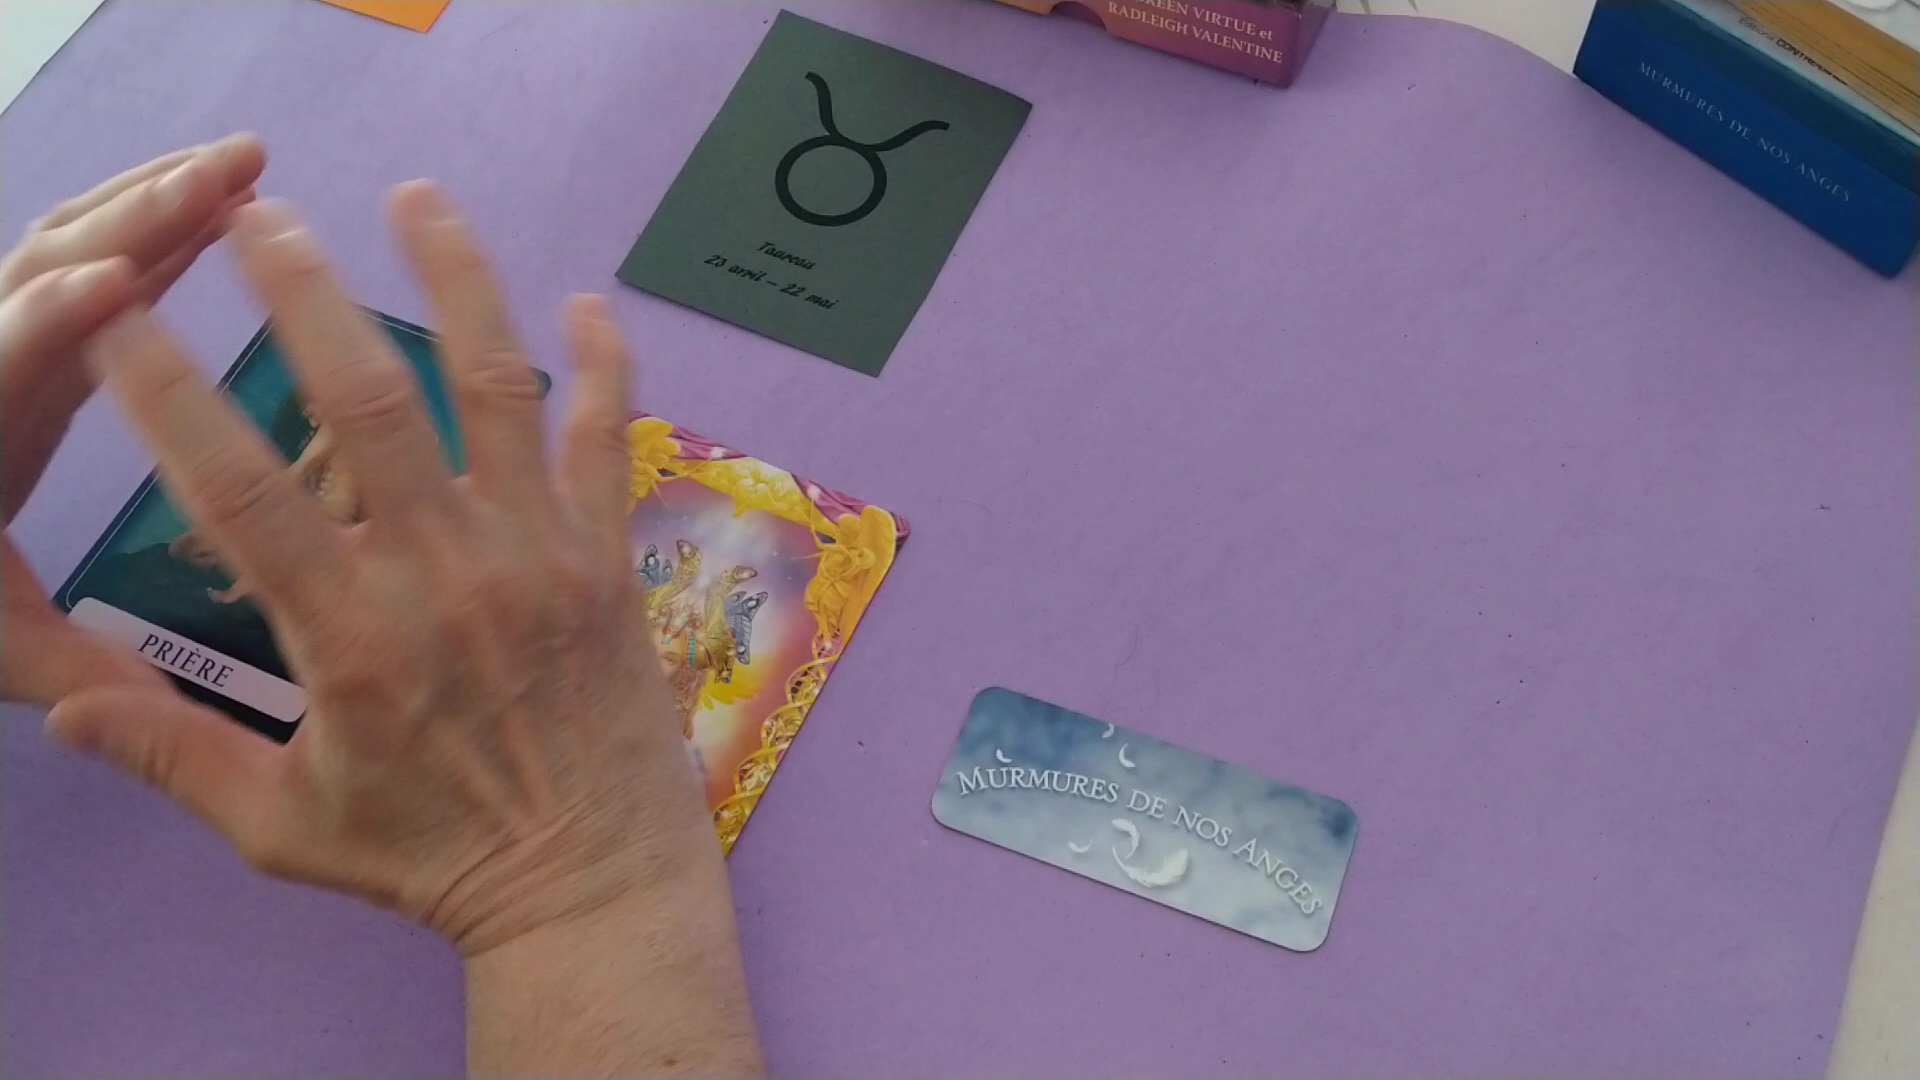 RADLEIGH VALENTINE
MURMURES DE NOS ANGES
Taureau
23 avril – 22 mai
PRIÈRE
MURMURES DE NOS ANGES